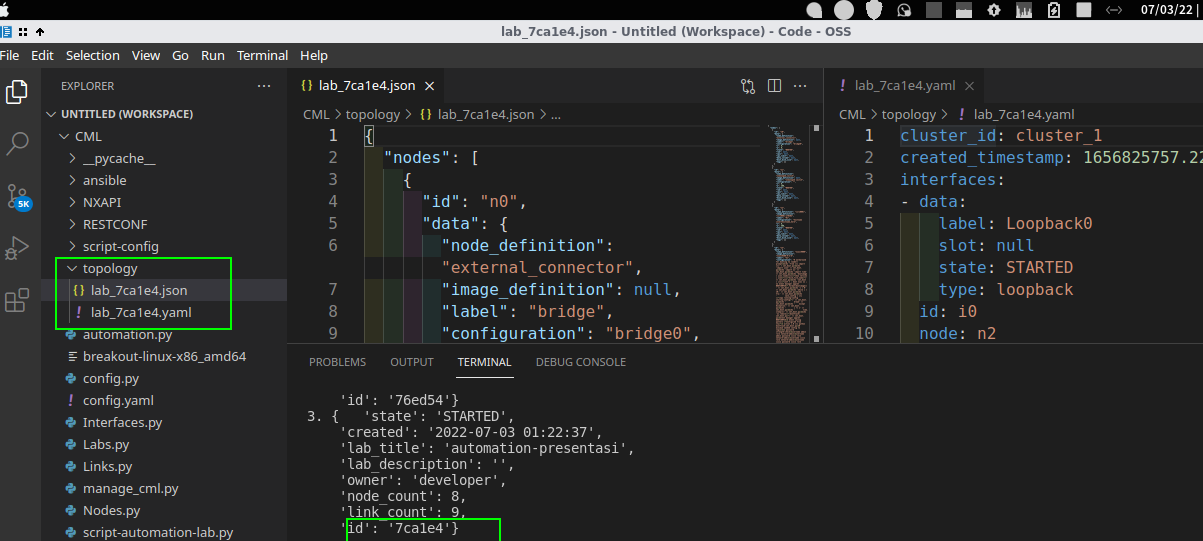 07/03/22 |
lab_7ca1e4.json - Untitled (Workspace) - Code - OSS
File Edit Selection View Go Run Terminal Help
EXPLORER
UNTITLED (WORKSPACE)
CML
__pycache__
ansible
NXAPI
RESTCONF
script-config
topology
lab_7ca1e4.json
lab_7ca1e4.yaml
automation.py
breakout-linux-x86_amd64
config.py
config.yaml
Interfaces.py
Labs.py
Links.py
manage_cml.py
Nodes.py
script-automation-lab.py
5K
{} lab_7ca1e4.json
CML > topology > {} lab_7ca1e4.json > ...
1 {
2 "nodes": [
3 {
4 "id": "n0",
5 "data": {
6 "node_definition":
"external_connector",
7 "image_definition": null,
8 "label": "bridge",
9 "configuration": "bridge0",
! lab_7ca1e4.yaml
CML > topology > ! lab_7ca1e4.yaml
1 cluster_id: cluster_1
2 created_timestamp: 1656825757.22
3 interfaces:
4 - data:
5 label: Loopback0
6 slot: null
7 state: STARTED
8 type: loopback
9 id: i0
10 node: n2
PROBLEMS OUTPUT TERMINAL DEBUG CONSOLE
'id': '76ed54'}
3. { 'state': 'STARTED',
'created': '2022-07-03 01:22:37',
'lab_title': 'automation-presentasi',
'lab_description': '',
'owner': 'developer',
'node_count': 8,
'link_count': 9,
'id': '7ca1e4'}